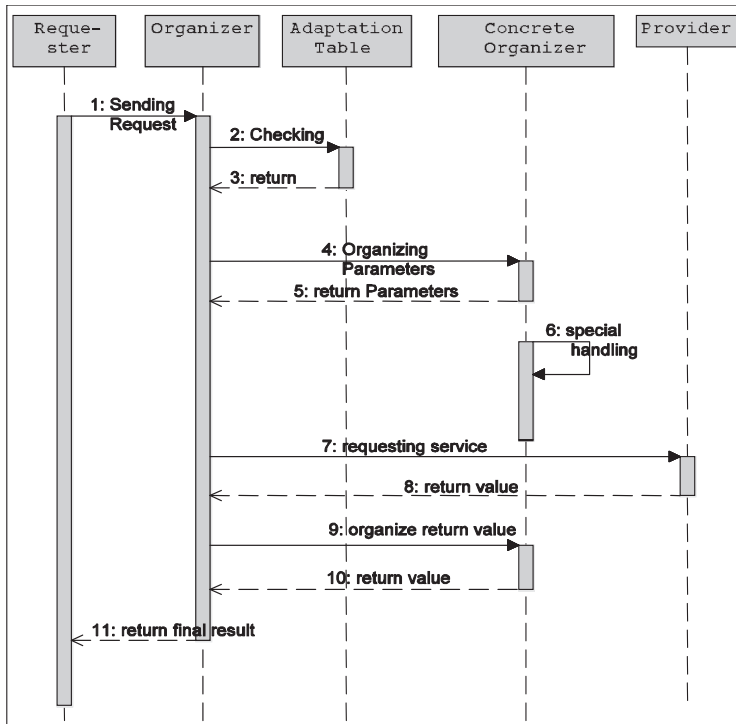 Reque-
ster
Organizer
Adaptation
Table
Concrete
Organizer
Provider
1: Sending
Request
2: Checking
3: return
4: Organizing
Parameters
5: return Parameters
6: special
handling
7: requesting service
8: return value
9: organize return value
10: return value
11: return final result